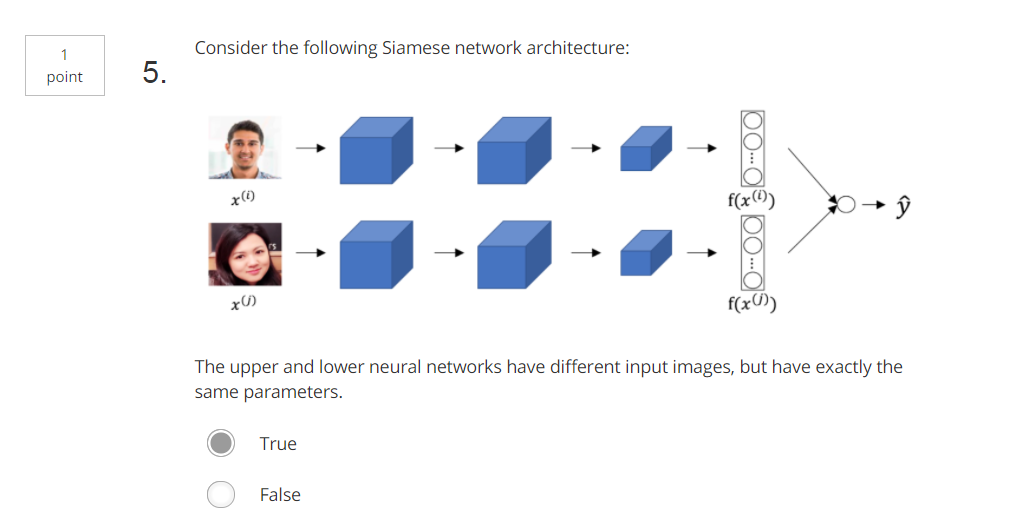 1
point
5.
Consider the following Siamese network architecture:
x(i)
f(x(i))
ŷ
x(j)
f(x(j))
The upper and lower neural networks have different input images, but have exactly the
same parameters.
True
False